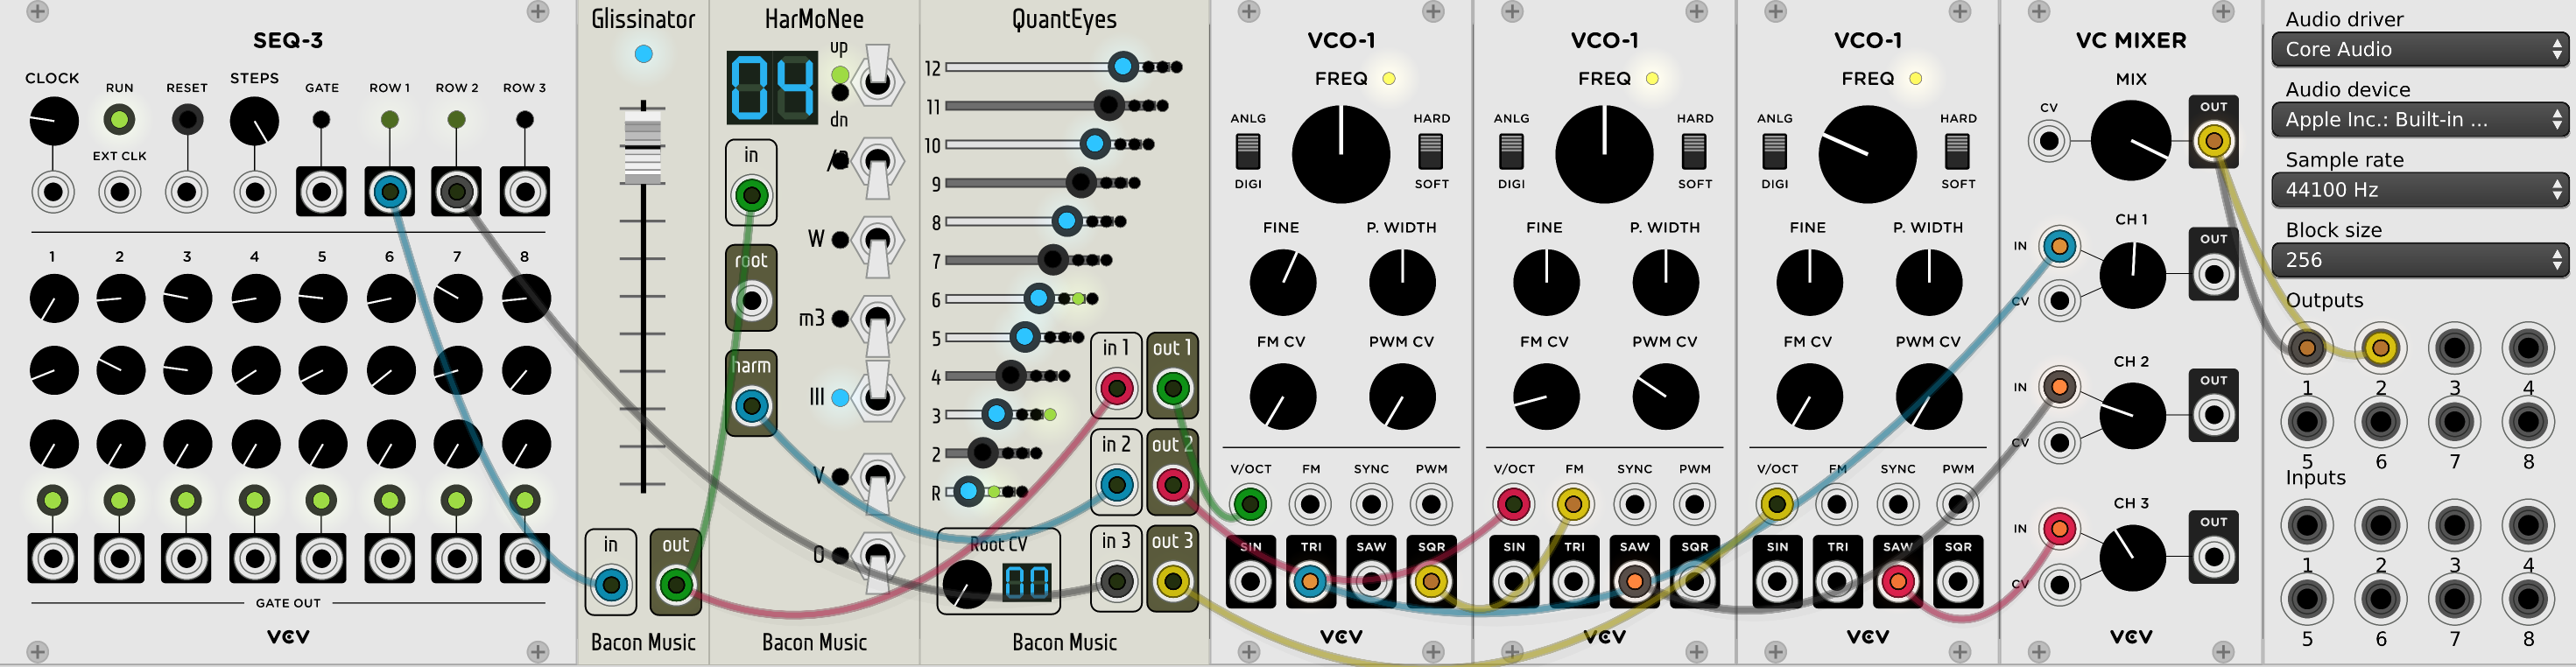 SEQ-3
CLOCK
RUN
RESET
STEPS
GATE
ROW 1
ROW 2
ROW 3
EXT CLK
1 2 3 4 5 6 7 8
GATE OUT
VCV
Glissinator
in
out
Bacon Music
HarMoNee
04
up
dn
in
root
harm
W
m3
III
V
O
Bacon Music
QuantEyes
12
11
10
9
8
7
6
5
4
3
2
R
in 1
out 1
in 2
out 2
in 3
out 3
Root CV
00
Bacon Music
VCO-1
FREQ
ANLG
HARD
DIGI
SOFT
FINE
P. WIDTH
FM CV
PWM CV
V/OCT
FM
SYNC
PWM
SIN
TRI
SAW
SQR
VCV
VCO-1
FREQ
ANLG
HARD
DIGI
SOFT
FINE
P. WIDTH
FM CV
PWM CV
V/OCT
FM
SYNC
PWM
SIN
TRI
SAW
SQR
VCV
VCO-1
FREQ
ANLG
HARD
DIGI
SOFT
FINE
P. WIDTH
FM CV
PWM CV
V/OCT
FM
SYNC
PWM
SIN
TRI
SAW
SQR
VCV
VC MIXER
MIX
CV
OUT
CH 1
IN
OUT
CV
CH 2
IN
OUT
CV
CH 3
IN
OUT
CV
VCV
Audio driver
Core Audio
Audio device
Apple Inc.: Built-in ...
Sample rate
44100 Hz
Block size
256
Outputs
1 2 3 4
5 6 7 8
Inputs
1 2 3 4
5 6 7 8